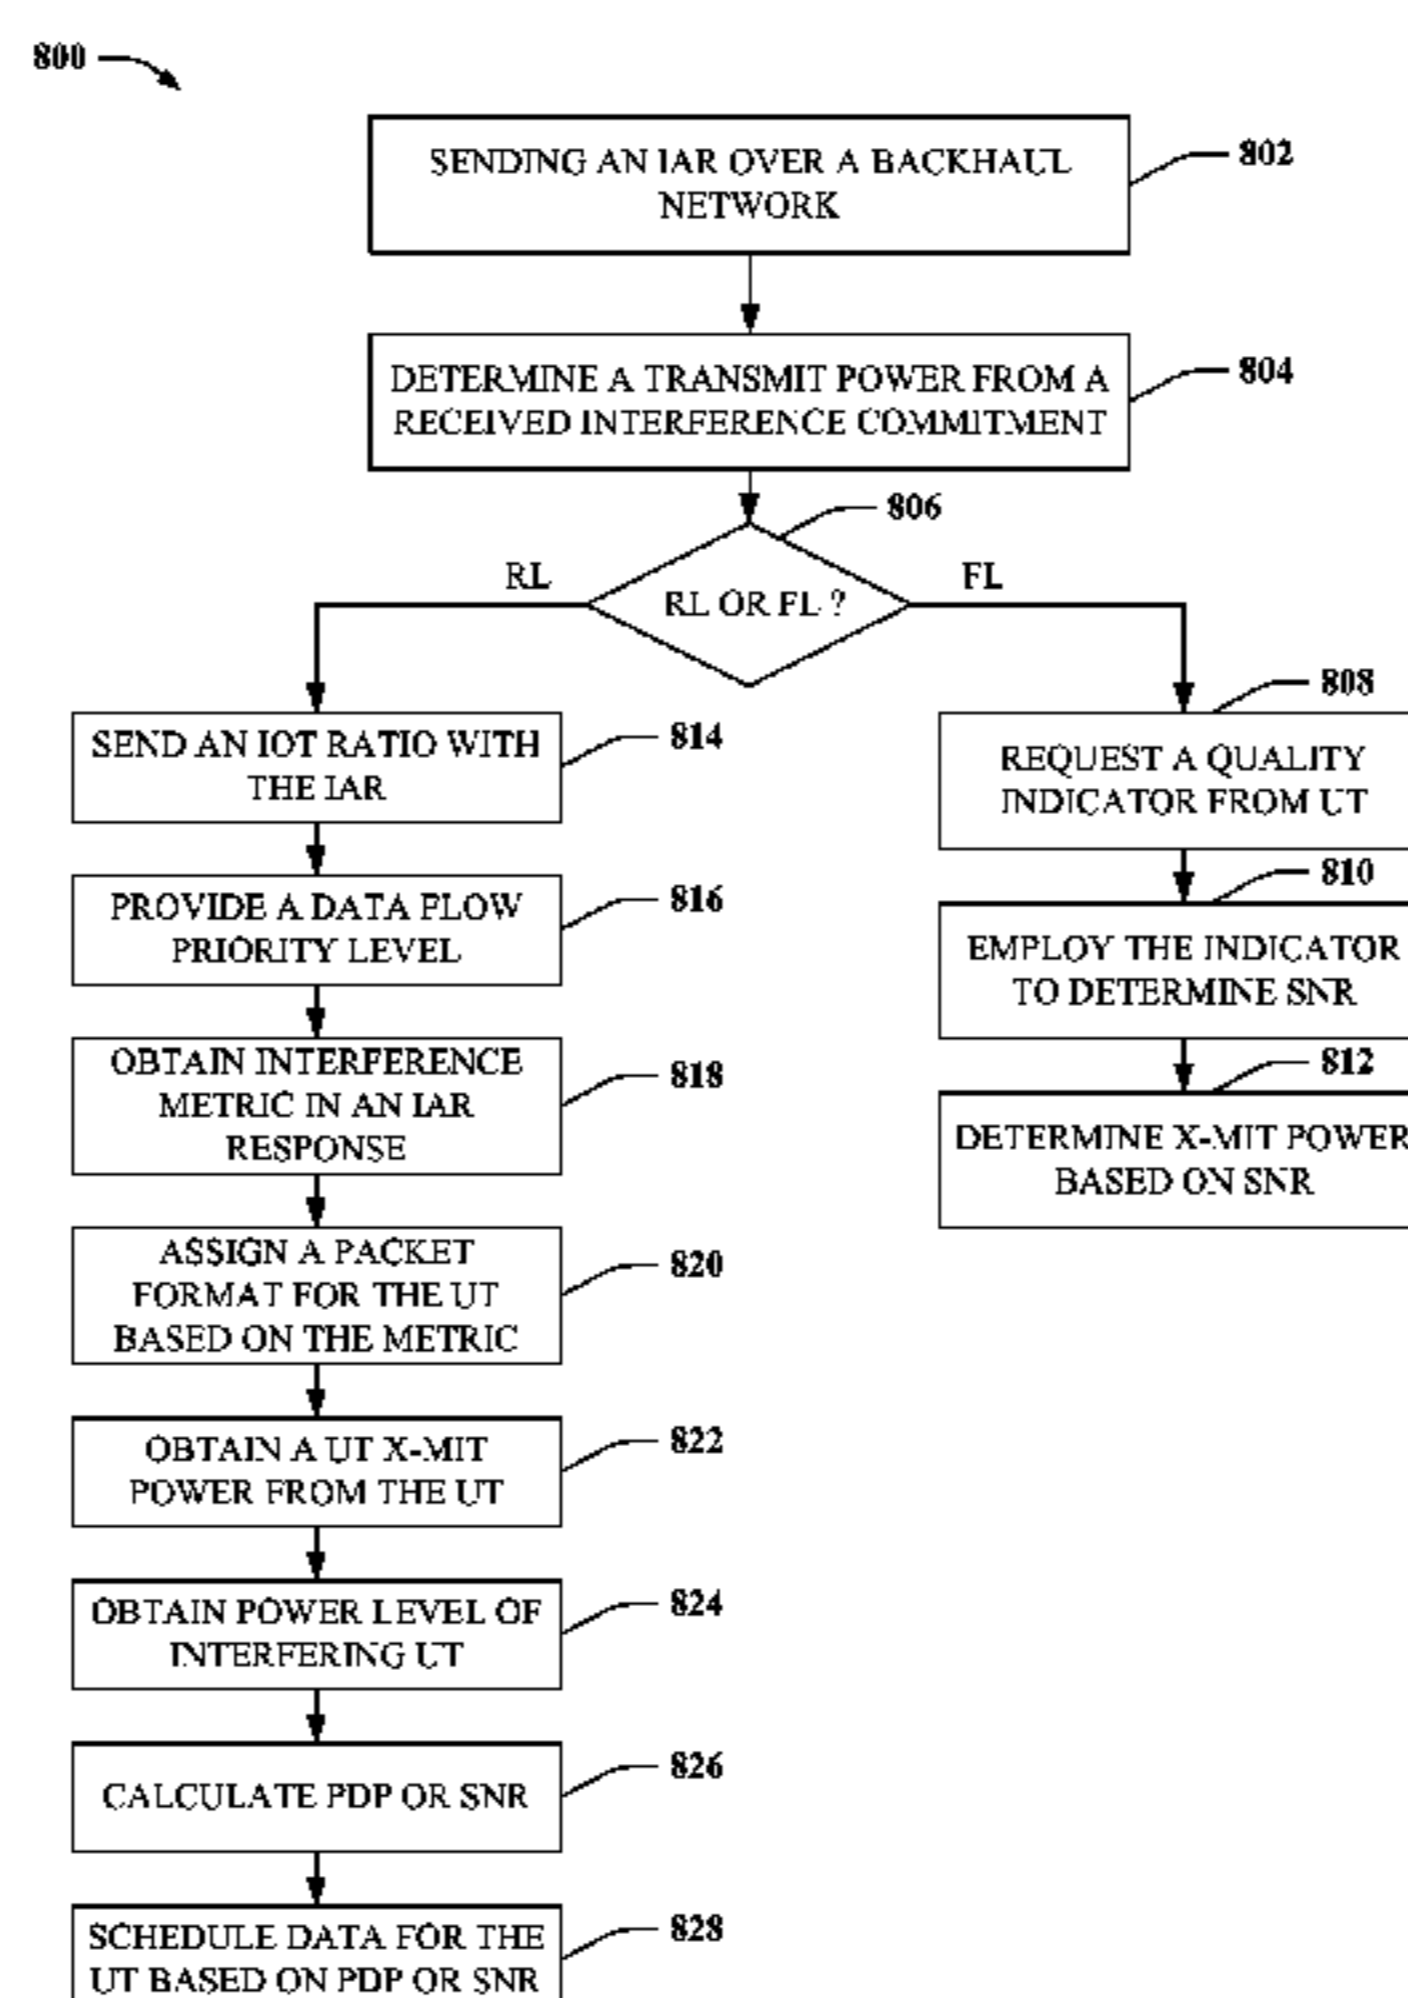 800
SENDING AN IAR OVER A BACKHAUL
NETWORK
802
DETERMINE A TRANSMIT POWER FROM A
RECEIVED INTERFERENCE COMMITMENT
804
806
RL
RL OR FL ?
FL
SEND AN IOT RATIO WITH
THE IAR
814
PROVIDE A DATA FLOW
PRIORITY LEVEL
816
OBTAIN INTERFERENCE
METRIC IN AN IAR
RESPONSE
818
ASSIGN A PACKET
FORMAT FOR THE UT
BASED ON THE METRIC
820
OBTAIN A UT X-MIT
POWER FROM THE UT
822
OBTAIN POWER LEVEL OF
INTERFERING UT
824
CALCULATE PDP OR SNR
826
SCHEDULE DATA FOR THE
UT BASED ON PDP OR SNR
828
808
REQUEST A QUALITY
INDICATOR FROM UT
810
EMPLOY THE INDICATOR
TO DETERMINE SNR
812
DETERMINE X-MIT POWER
BASED ON SNR